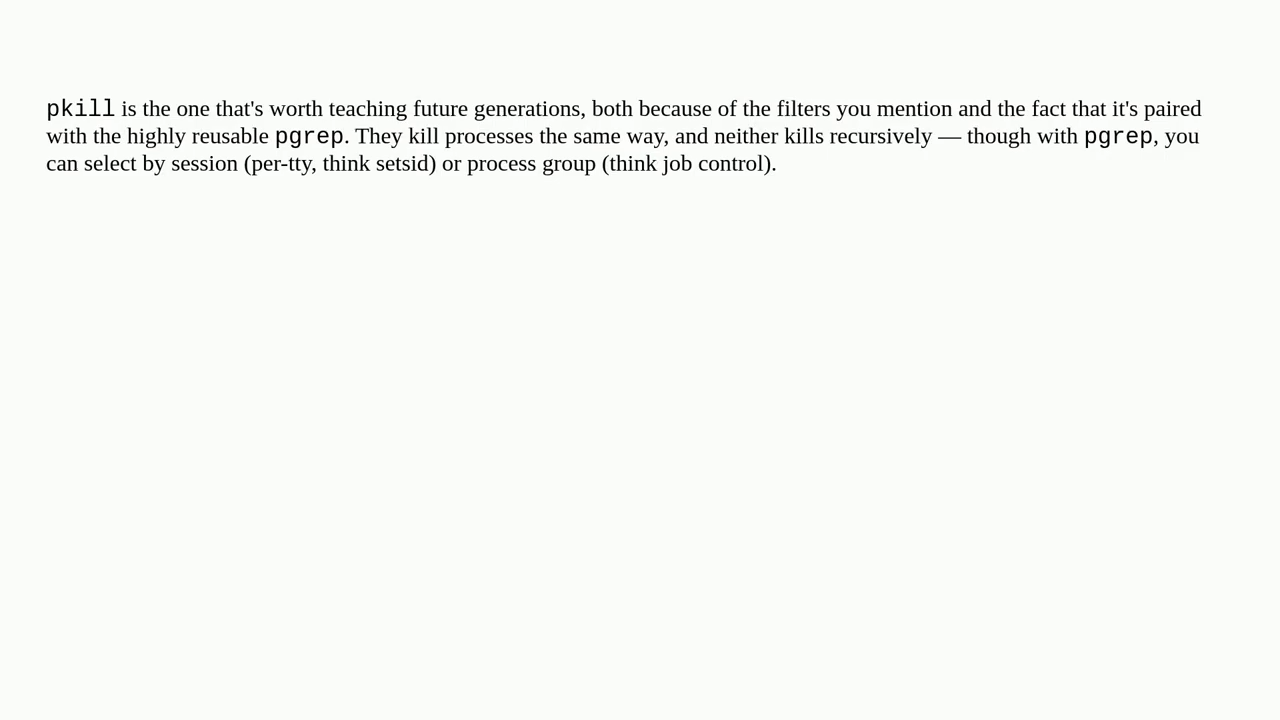 pkill is the one that's worth teaching future generations, both because of the filters you mention and the fact that it's paired
with the highly reusable pgrep. They kill processes the same way, and neither kills recursively — though with pgrep, you
can select by session (per-tty, think setsid) or process group (think job control).